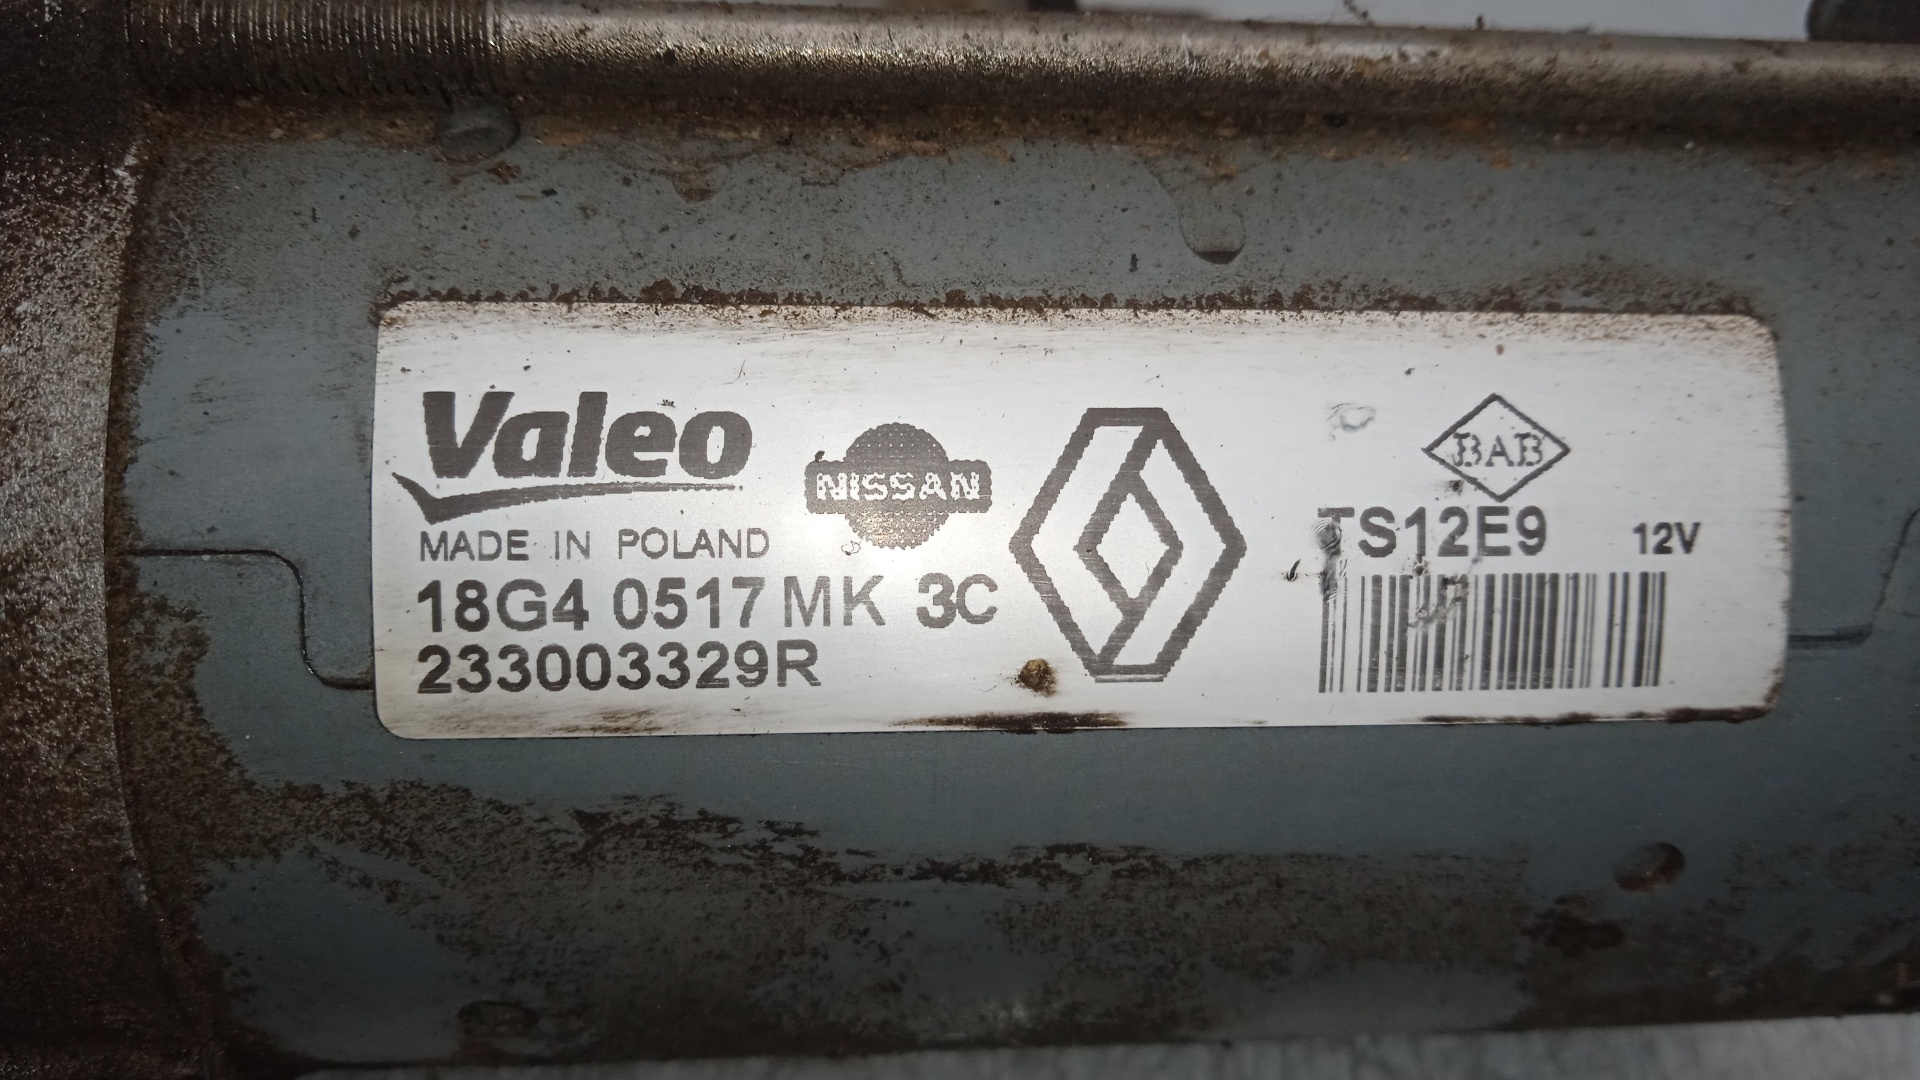 Valeo
NISSAN
MADE IN POLAND
18G4 0517 MK 3C
233003329R
BAB
TS12E9 12V